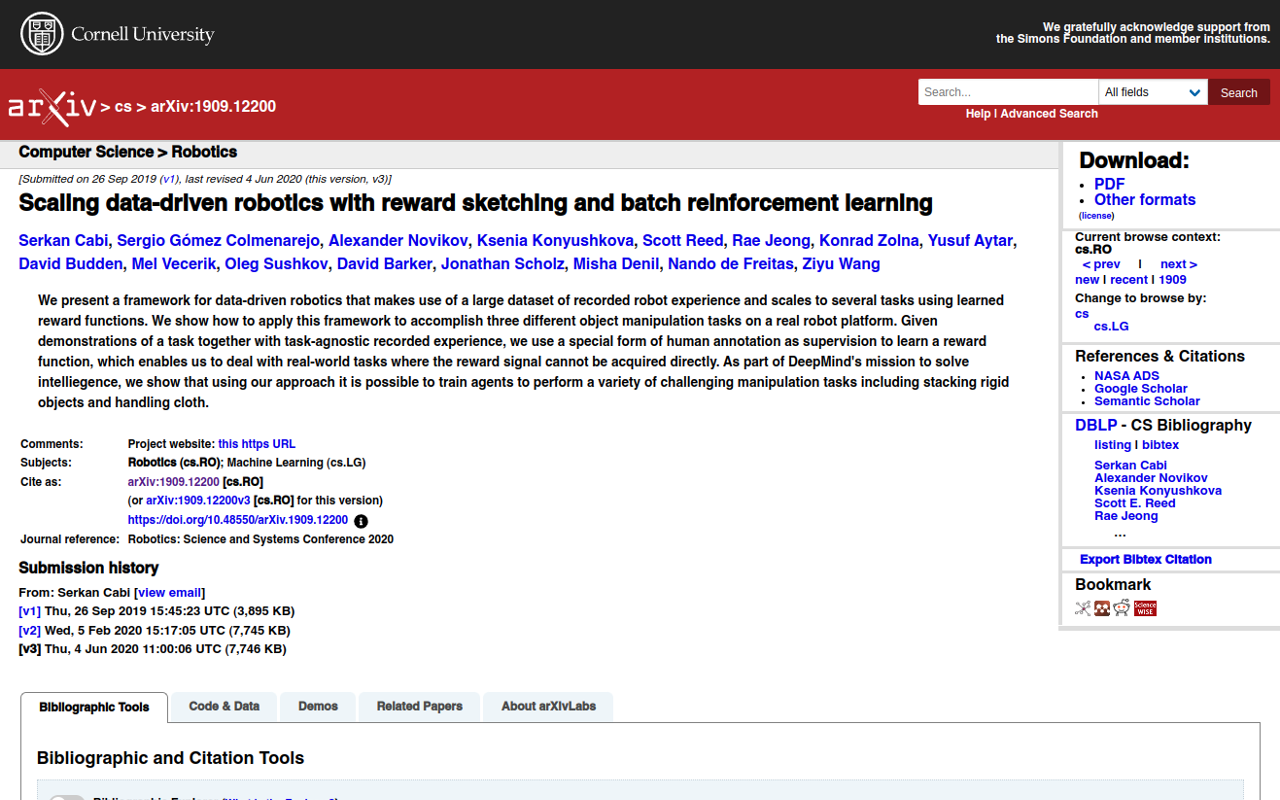 Cornell University
We gratefully acknowledge support from
the Simons Foundation and member institutions.
arXiv > cs > arXiv:1909.12200
Search...
All fields
Search
Help | Advanced Search
Computer Science > Robotics
[Submitted on 26 Sep 2019 (v1), last revised 4 Jun 2020 (this version, v3)]
Scaling data-driven robotics with reward sketching and batch reinforcement learning
Serkan Cabi, Sergio Gómez Colmenarejo, Alexander Novikov, Ksenia Konyushkova, Scott Reed, Rae Jeong, Konrad Zolna, Yusuf Aytar,
David Budden, Mel Vecerik, Oleg Sushkov, David Barker, Jonathan Scholz, Misha Denil, Nando de Freitas, Ziyu Wang
We present a framework for data-driven robotics that makes use of a large dataset of recorded robot experience and scales to several tasks using learned
reward functions. We show how to apply this framework to accomplish three different object manipulation tasks on a real robot platform. Given
demonstrations of a task together with task-agnostic recorded experience, we use a special form of human annotation as supervision to learn a reward
function, which enables us to deal with real-world tasks where the reward signal cannot be acquired directly. As part of DeepMind's mission to solve
intelliegence, we show that using our approach it is possible to train agents to perform a variety of challenging manipulation tasks including stacking rigid
objects and handling cloth.
Comments: Project website: this https URL
Subjects: Robotics (cs.RO); Machine Learning (cs.LG)
Cite as: arXiv:1909.12200 [cs.RO]
(or arXiv:1909.12200v3 [cs.RO] for this version)
https://doi.org/10.48550/arXiv.1909.12200
Journal reference: Robotics: Science and Systems Conference 2020
Submission history
From: Serkan Cabi [view email]
[v1] Thu, 26 Sep 2019 15:45:23 UTC (3,895 KB)
[v2] Wed, 5 Feb 2020 15:17:05 UTC (7,745 KB)
[v3] Thu, 4 Jun 2020 11:00:06 UTC (7,746 KB)
Download:
PDF
Other formats
(license)
Current browse context:
cs.RO
< prev | next >
new | recent | 1909
Change to browse by:
cs
cs.LG
References & Citations
NASA ADS
Google Scholar
Semantic Scholar
DBLP - CS Bibliography
listing | bibtex
Serkan Cabi
Alexander Novikov
Ksenia Konyushkova
Scott E. Reed
Rae Jeong
...
Export Bibtex Citation
Bookmark
Science
WISE
Bibliographic Tools
Code & Data
Demos
Related Papers
About arXivLabs
Bibliographic and Citation Tools
Bibliographic Explorer (What is the Explorer?)